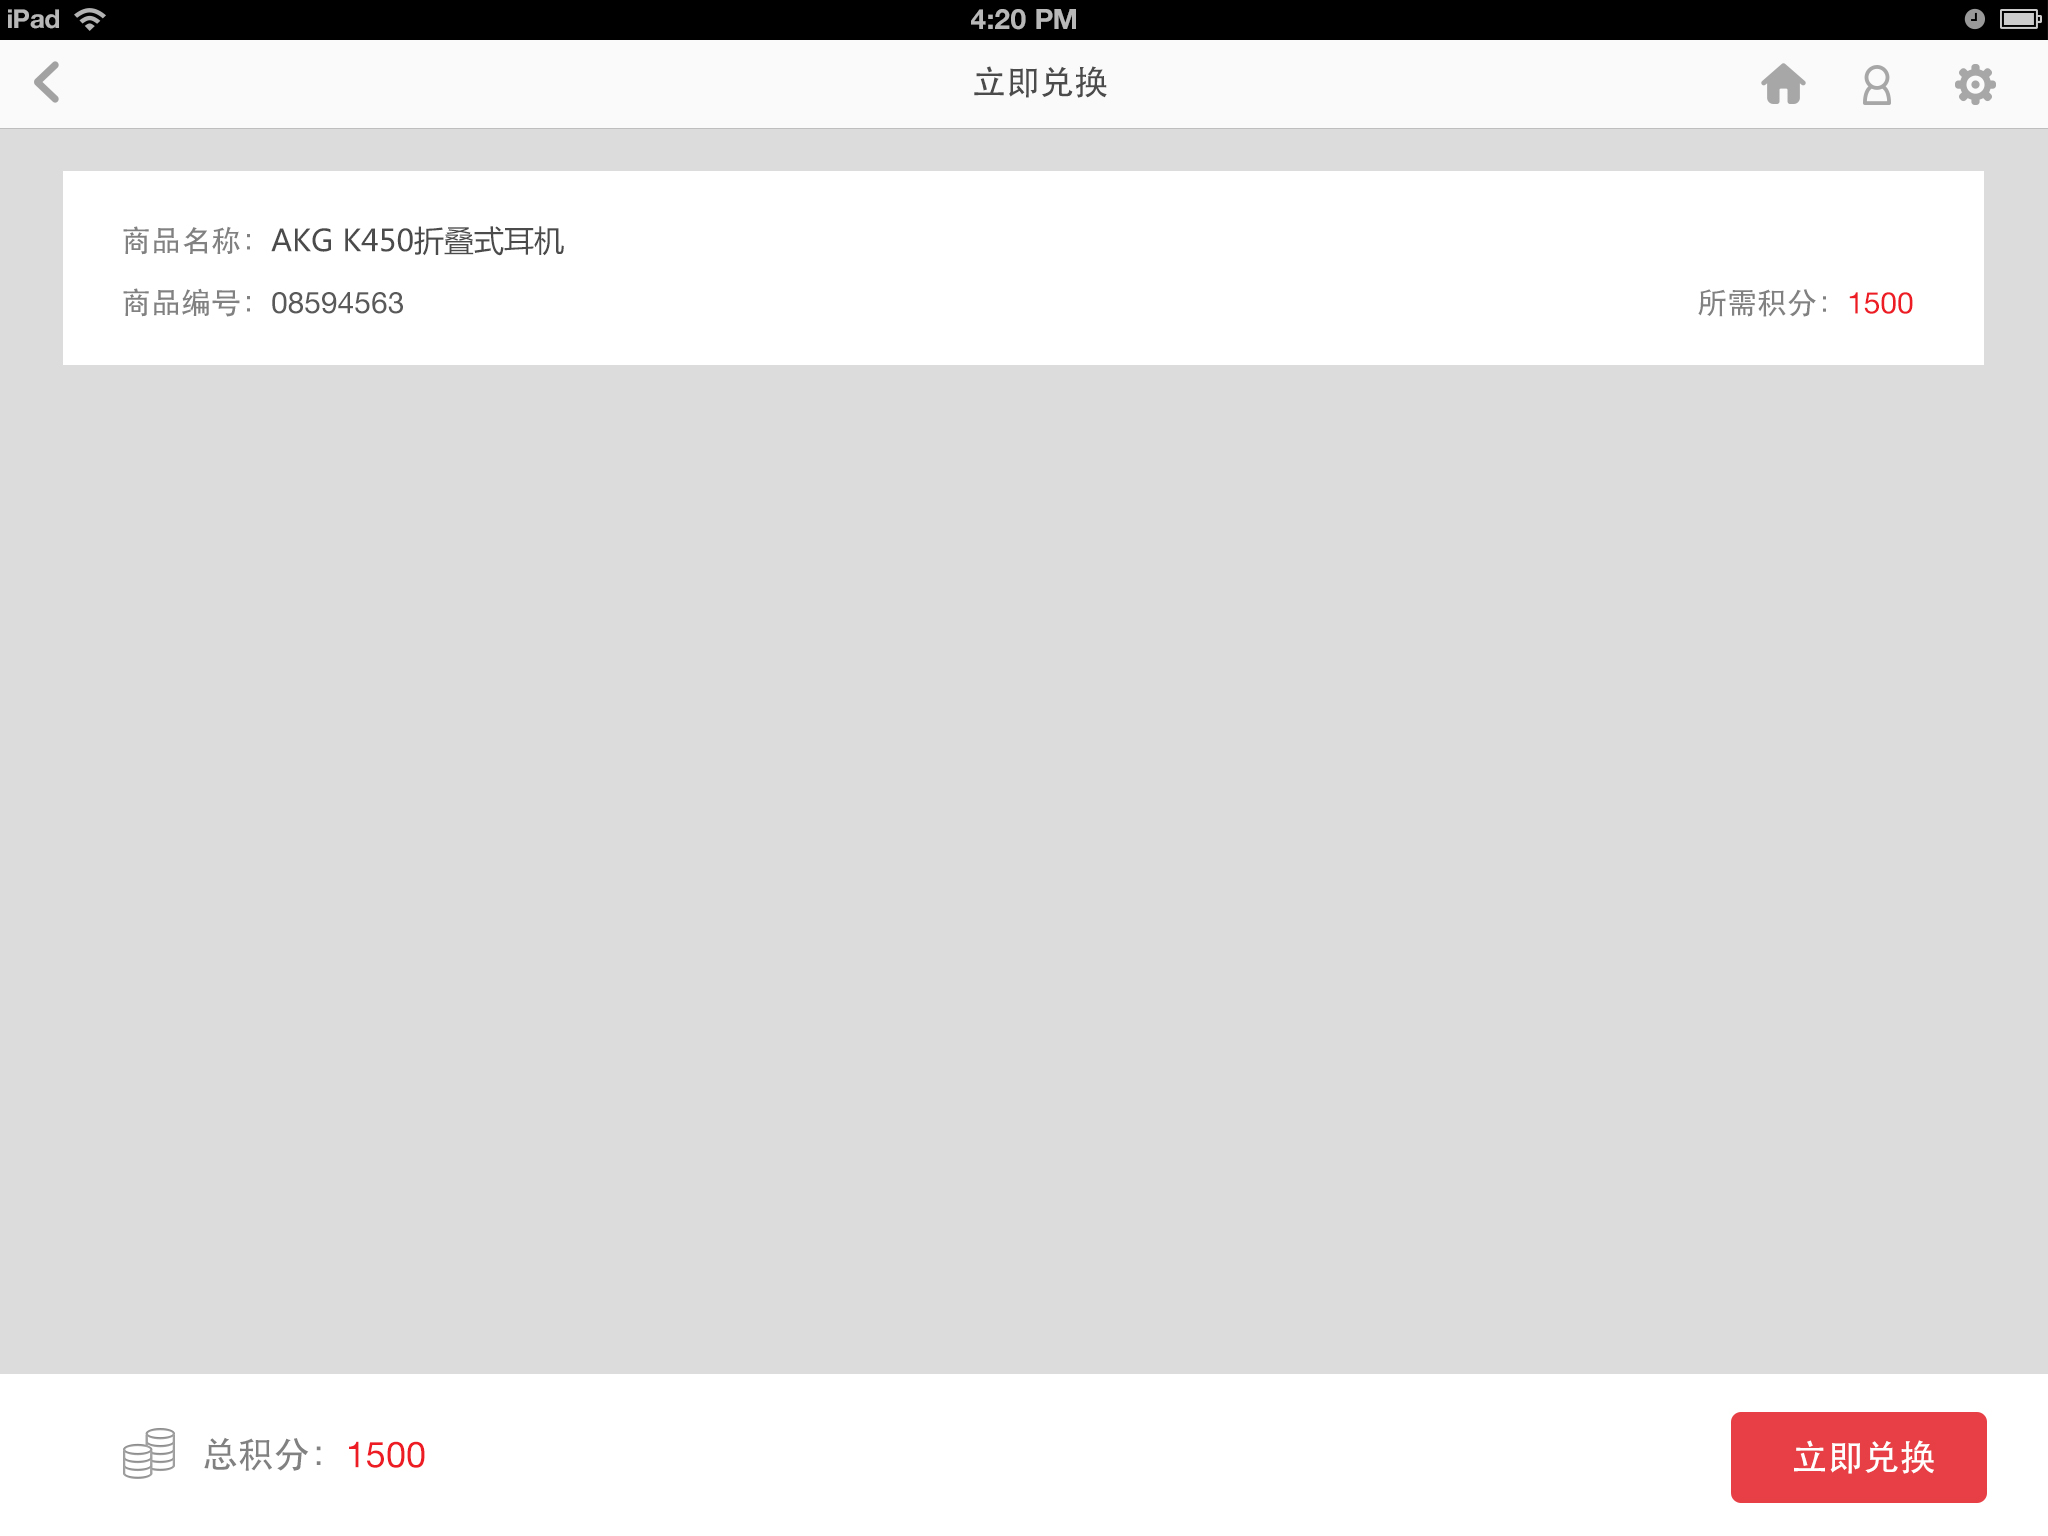 iPad 4:20 PM
立即兑换
商品名称：AKG K450折叠式耳机
商品编号：08594563 所需积分：1500
总积分：1500 立即兑换